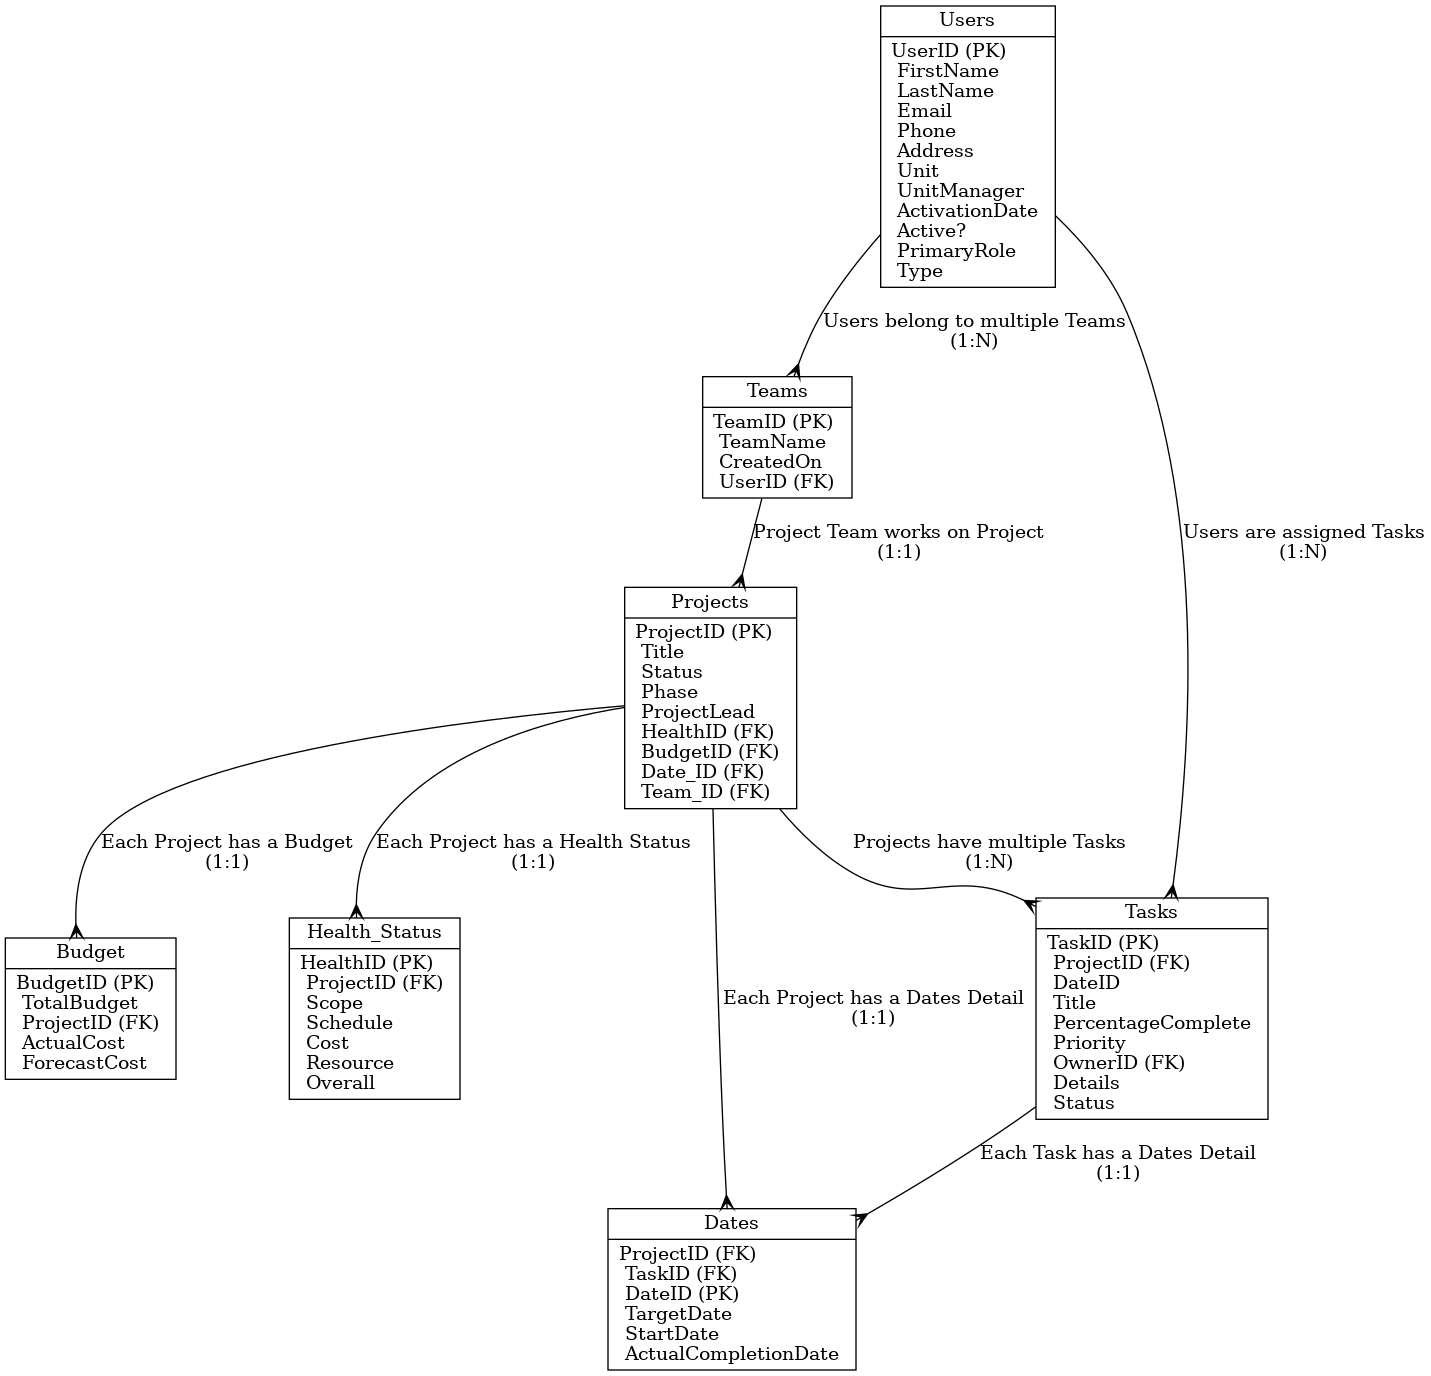 Users
UserID (PK)
FirstName
LastName
Email
Phone
Address
Unit
UnitManager
ActivationDate
Active?
PrimaryRole
Type
Users belong to multiple Teams
(1:N)
Teams
TeamID (PK)
TeamName
CreatedOn
UserID (FK)
Project Team works on Project
(1:1)
Users are assigned Tasks
(1:N)
Projects
ProjectID (PK)
Title
Status
Phase
ProjectLead
HealthID (FK)
BudgetID (FK)
Date_ID (FK)
Team_ID (FK)
Each Project has a Budget
(1:1)
Each Project has a Health Status
(1:1)
Projects have multiple Tasks
(1:N)
Budget
BudgetID (PK)
TotalBudget
ProjectID (FK)
ActualCost
ForecastCost
Health_Status
HealthID (PK)
ProjectID (FK)
Scope
Schedule
Cost
Resource
Overall
Each Project has a Dates Detail
(1:1)
Tasks
TaskID (PK)
ProjectID (FK)
DateID
Title
PercentageComplete
Priority
OwnerID (FK)
Details
Status
Each Task has a Dates Detail
(1:1)
Dates
ProjectID (FK)
TaskID (FK)
DateID (PK)
TargetDate
StartDate
ActualCompletionDate